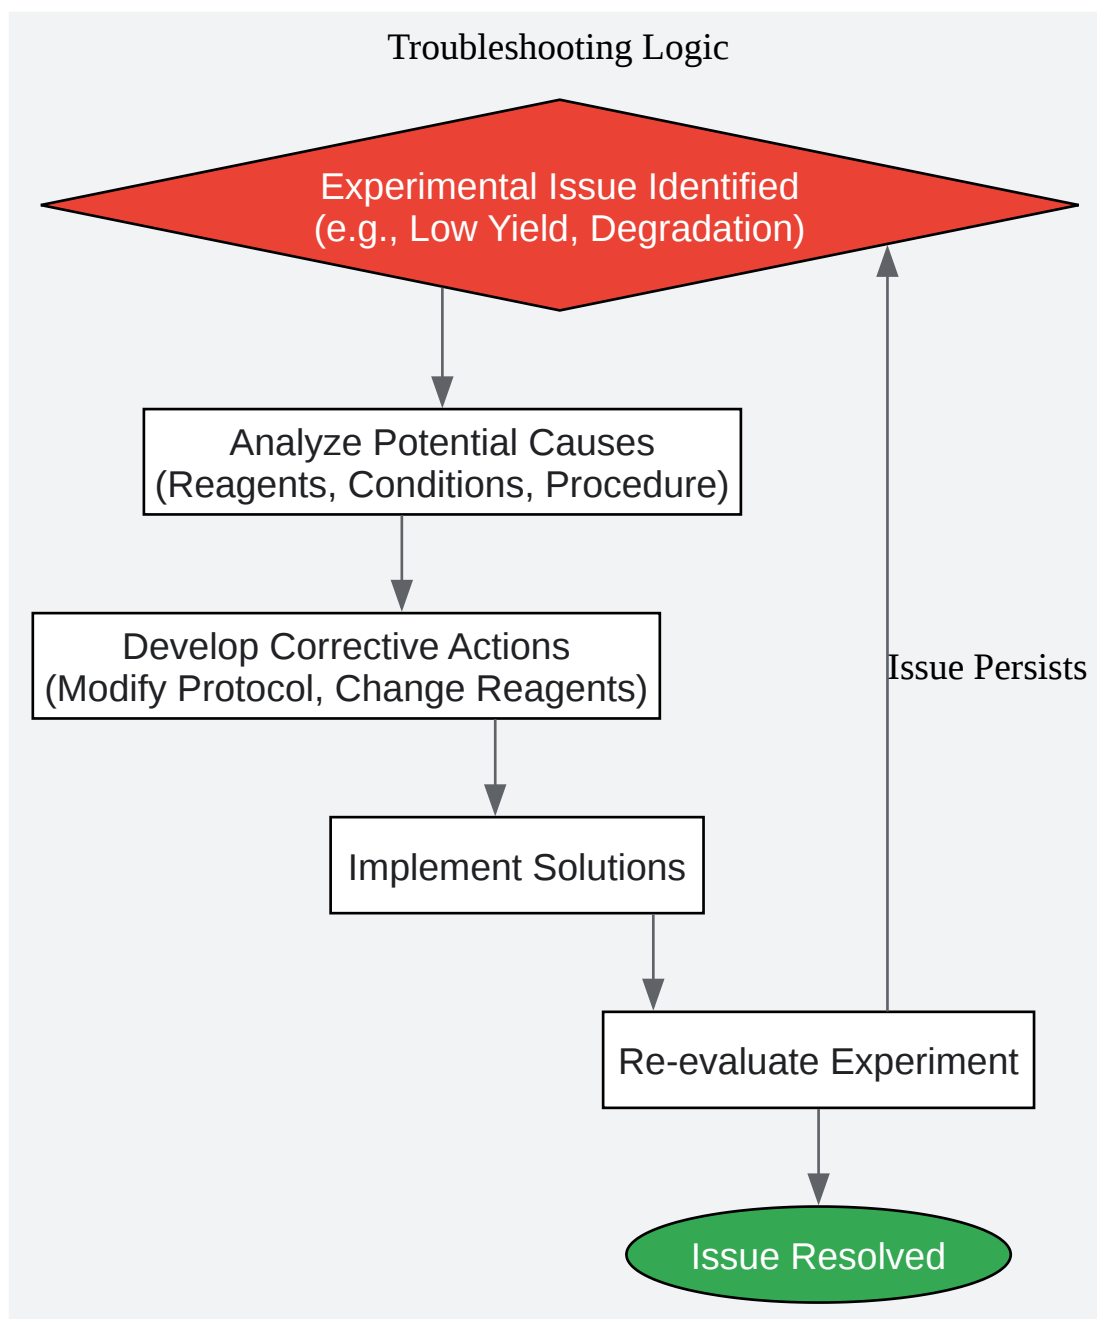 Troubleshooting Logic
Experimental Issue Identified
(e.g., Low Yield, Degradation)
Analyze Potential Causes
(Reagents, Conditions, Procedure)
Develop Corrective Actions
(Modify Protocol, Change Reagents)
Issue Persists
Implement Solutions
Re-evaluate Experiment
Issue Resolved